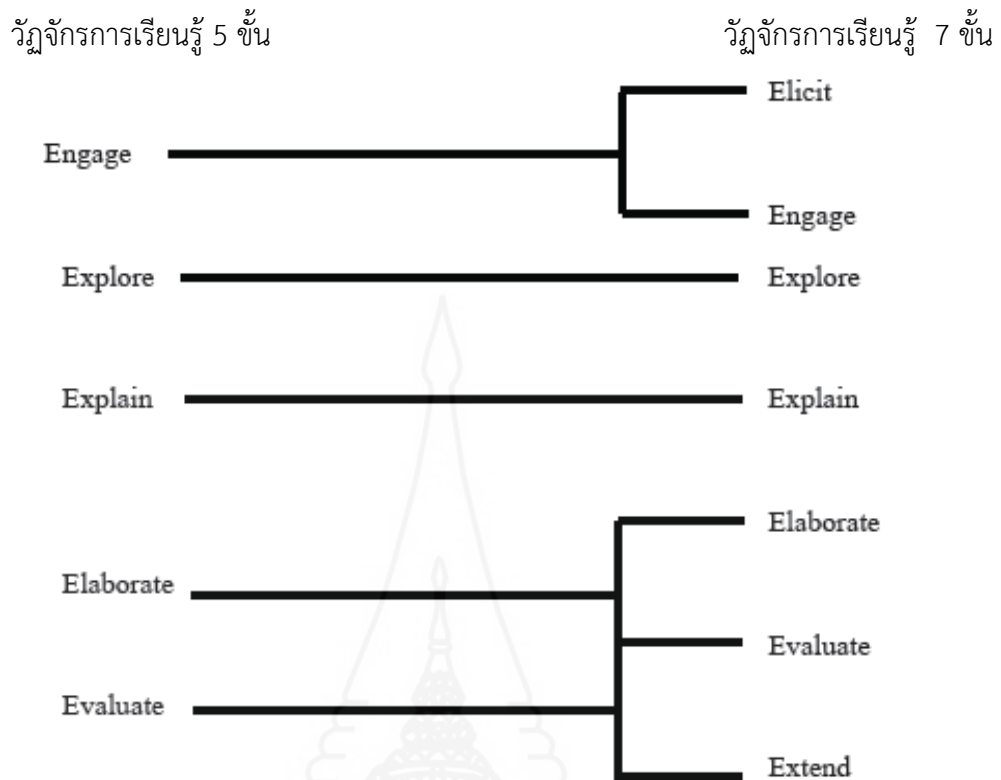 วัฏจักรการเรียนรู้ 5 ขั้น
วัฏจักรการเรียนรู้ 7 ขั้น
Elicit
Engage
Engage
Explore
Explore
Explain
Explain
Elaborate
Elaborate
Evaluate
Evaluate
Extend